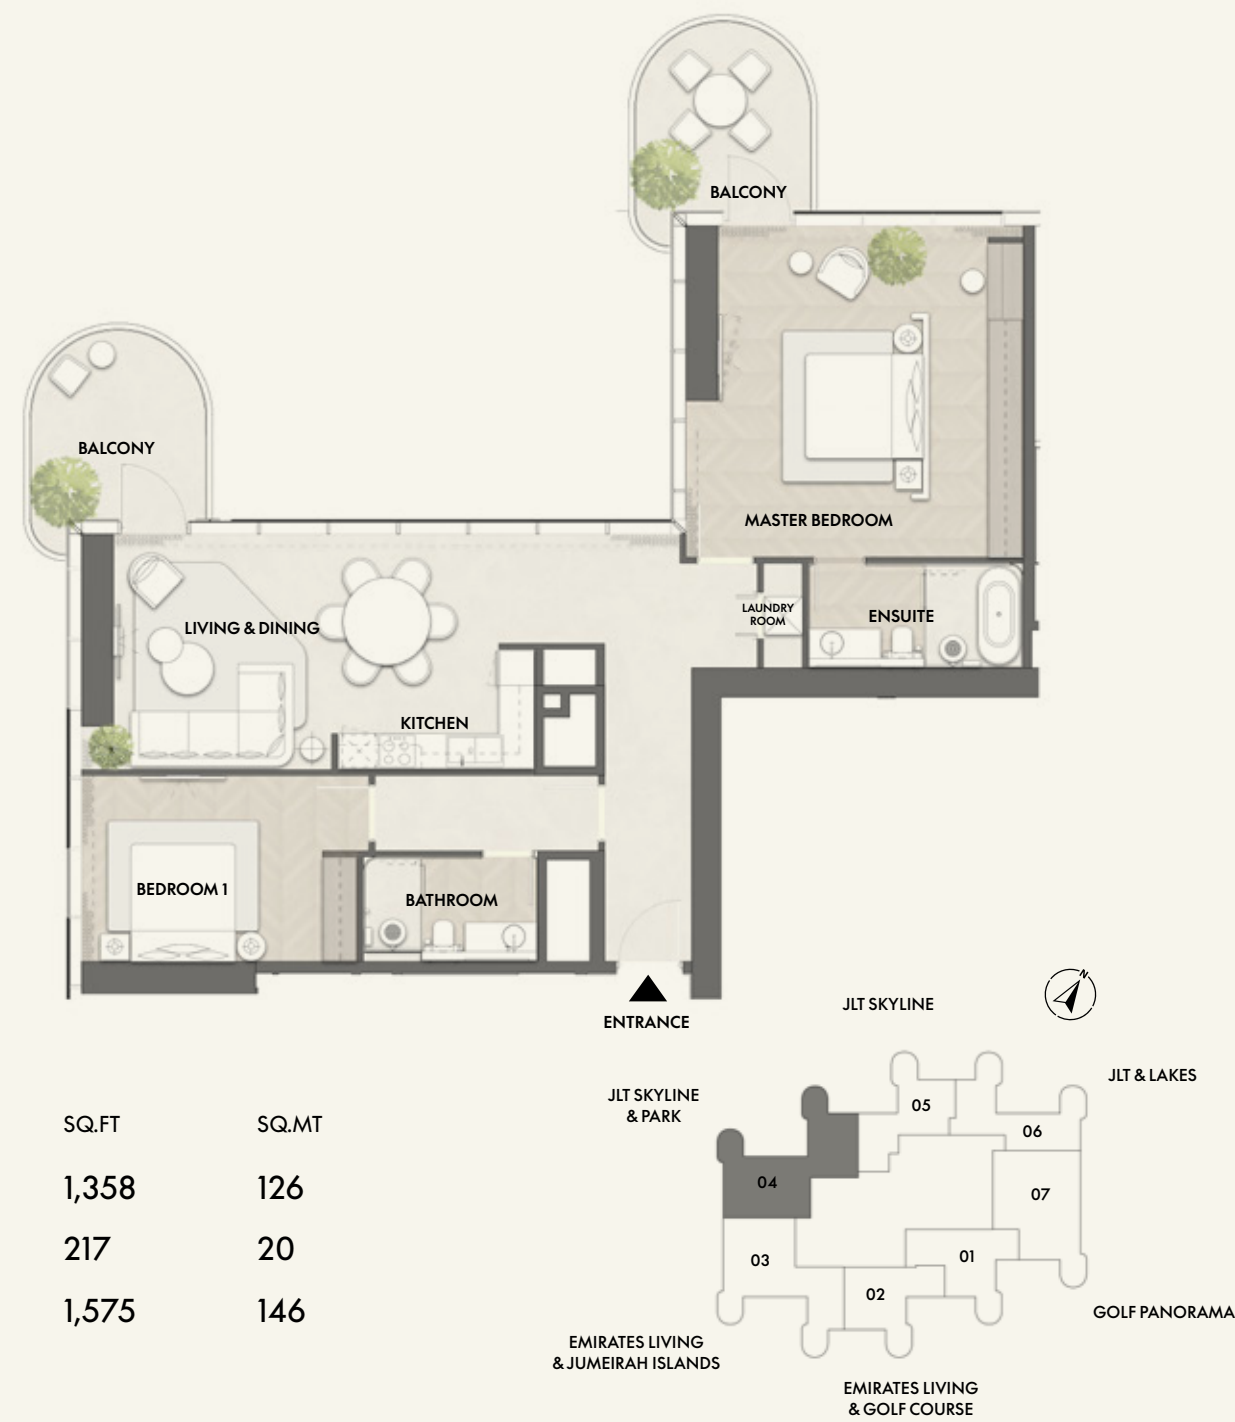 BALCONY
BALCONY
MASTER BEDROOM
LAUNDRY
ROOM
ENSUITE
LIVING & DINING
KITCHEN
BEDROOM 1
BATHROOM
ENTRANCE
N
JLT SKYLINE
JLT SKYLINE
& PARK
JLT & LAKES
05
06
04
07
03
01
02
GOLF PANORAMA
EMIRATES LIVING
& JUMEIRAH ISLANDS
EMIRATES LIVING
& GOLF COURSE
SQ.FT SQ.MT
1,358 126
217 20
1,575 146